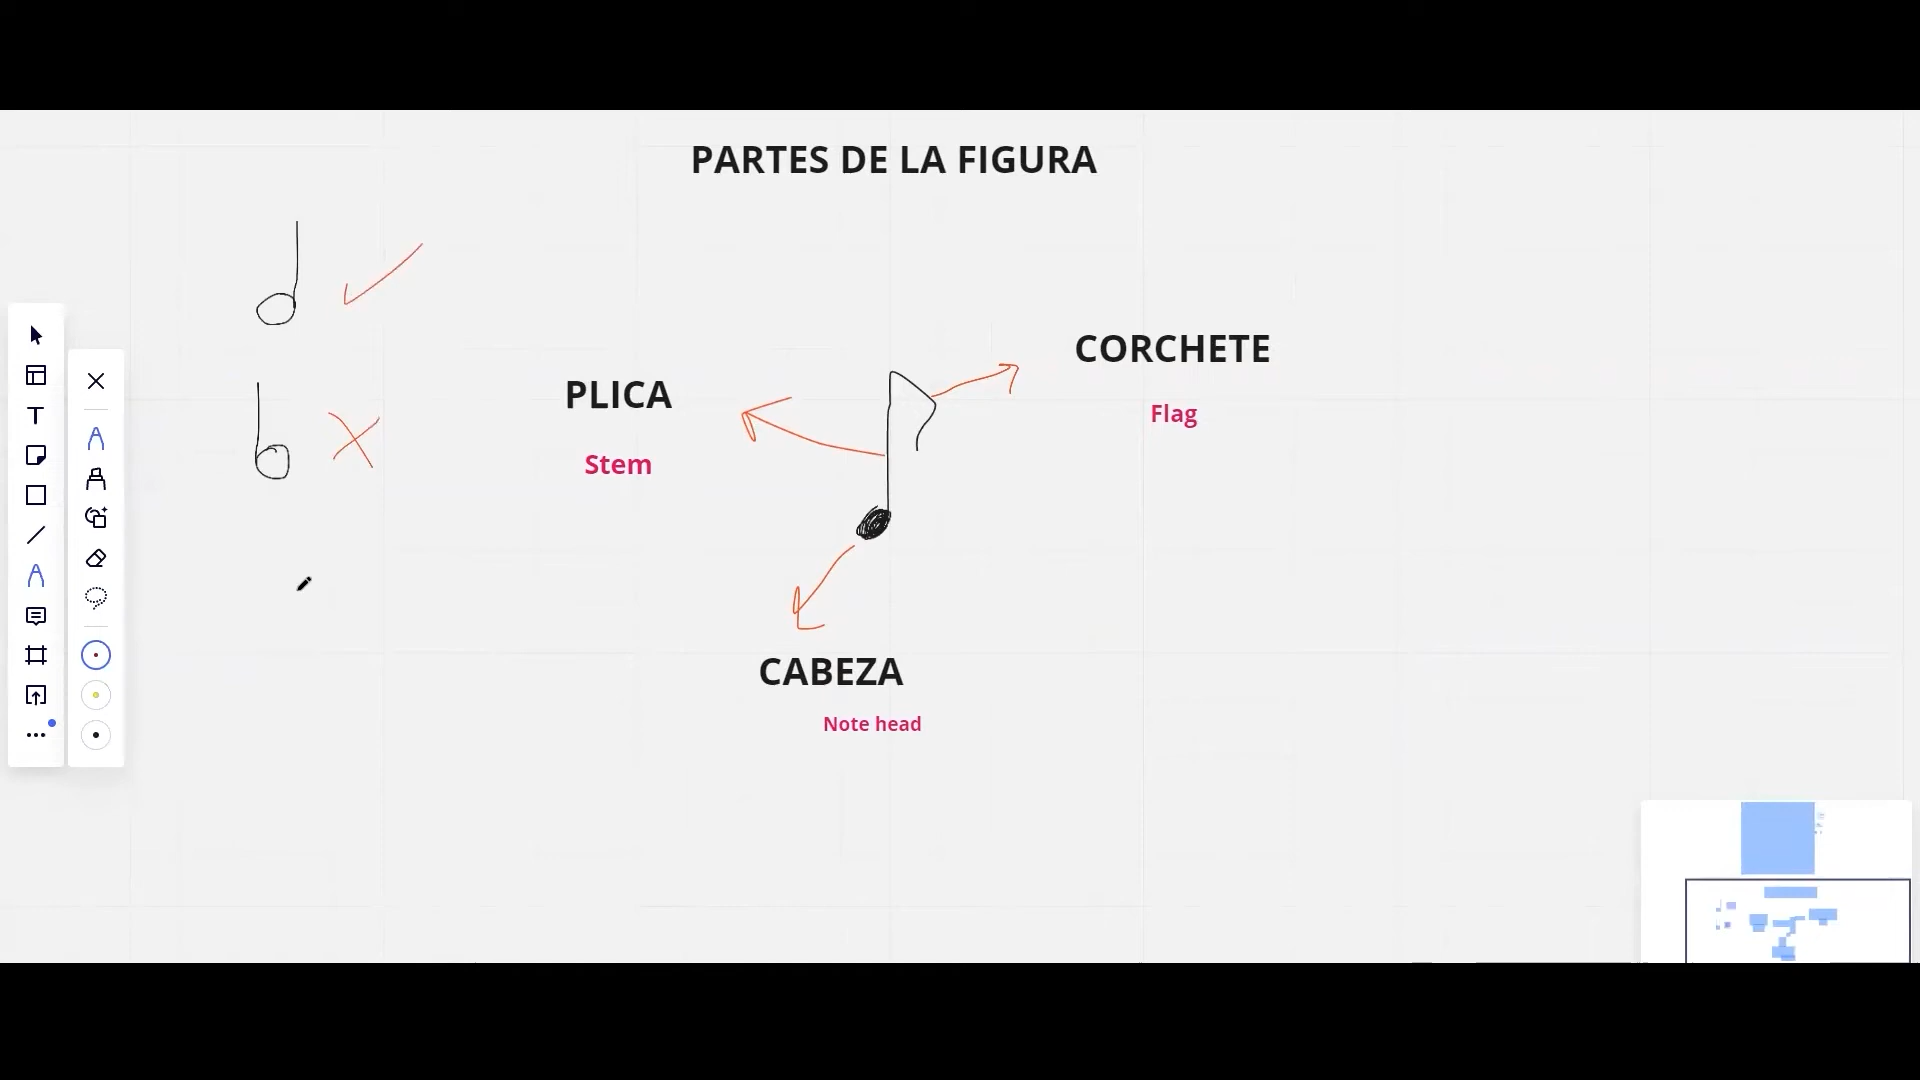 PARTES DE LA FIGURA
CORCHETE
Flag
PLICA
Stem
CABEZA
Note head